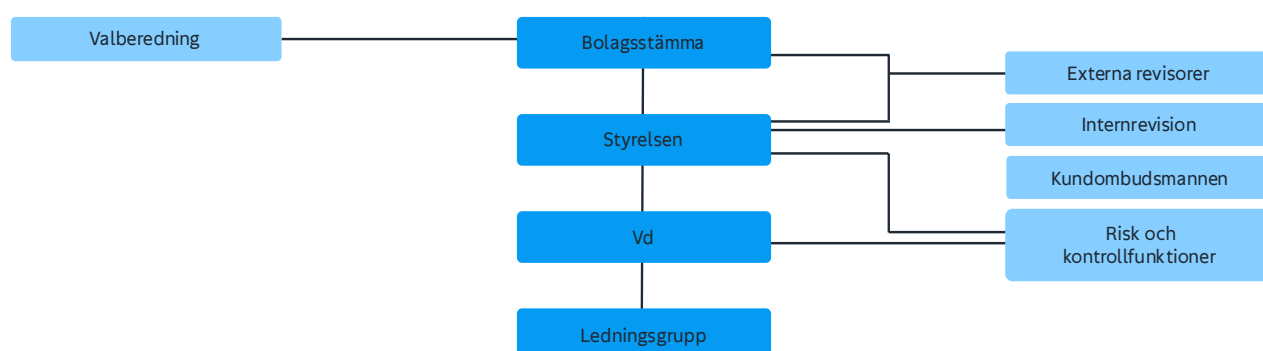 Valberedning
Bolagsstämma
Externa revisorer
Styrelsen
Internrevision
Kundombudsmannen
Vd
Risk och
kontrollfunktioner
Ledningsgrupp